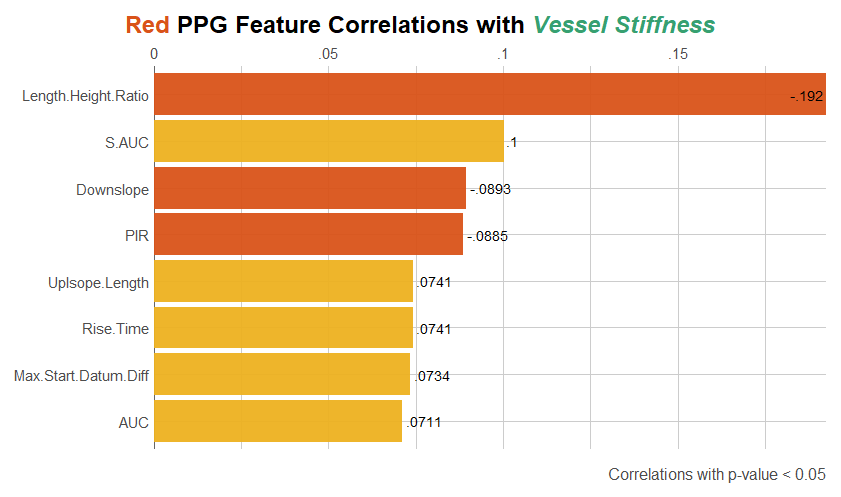 Red PPG Feature Correlations with Vessel Stiffness
0 .05 .1 .15
Length.Height.Ratio -.192
S.AUC .1
Downslope -.0893
PIR -.0885
Uplsope.Length .0741
Rise.Time .0741
Max.Start.Datum.Diff .0734
AUC .0711
Correlations with p-value < 0.05